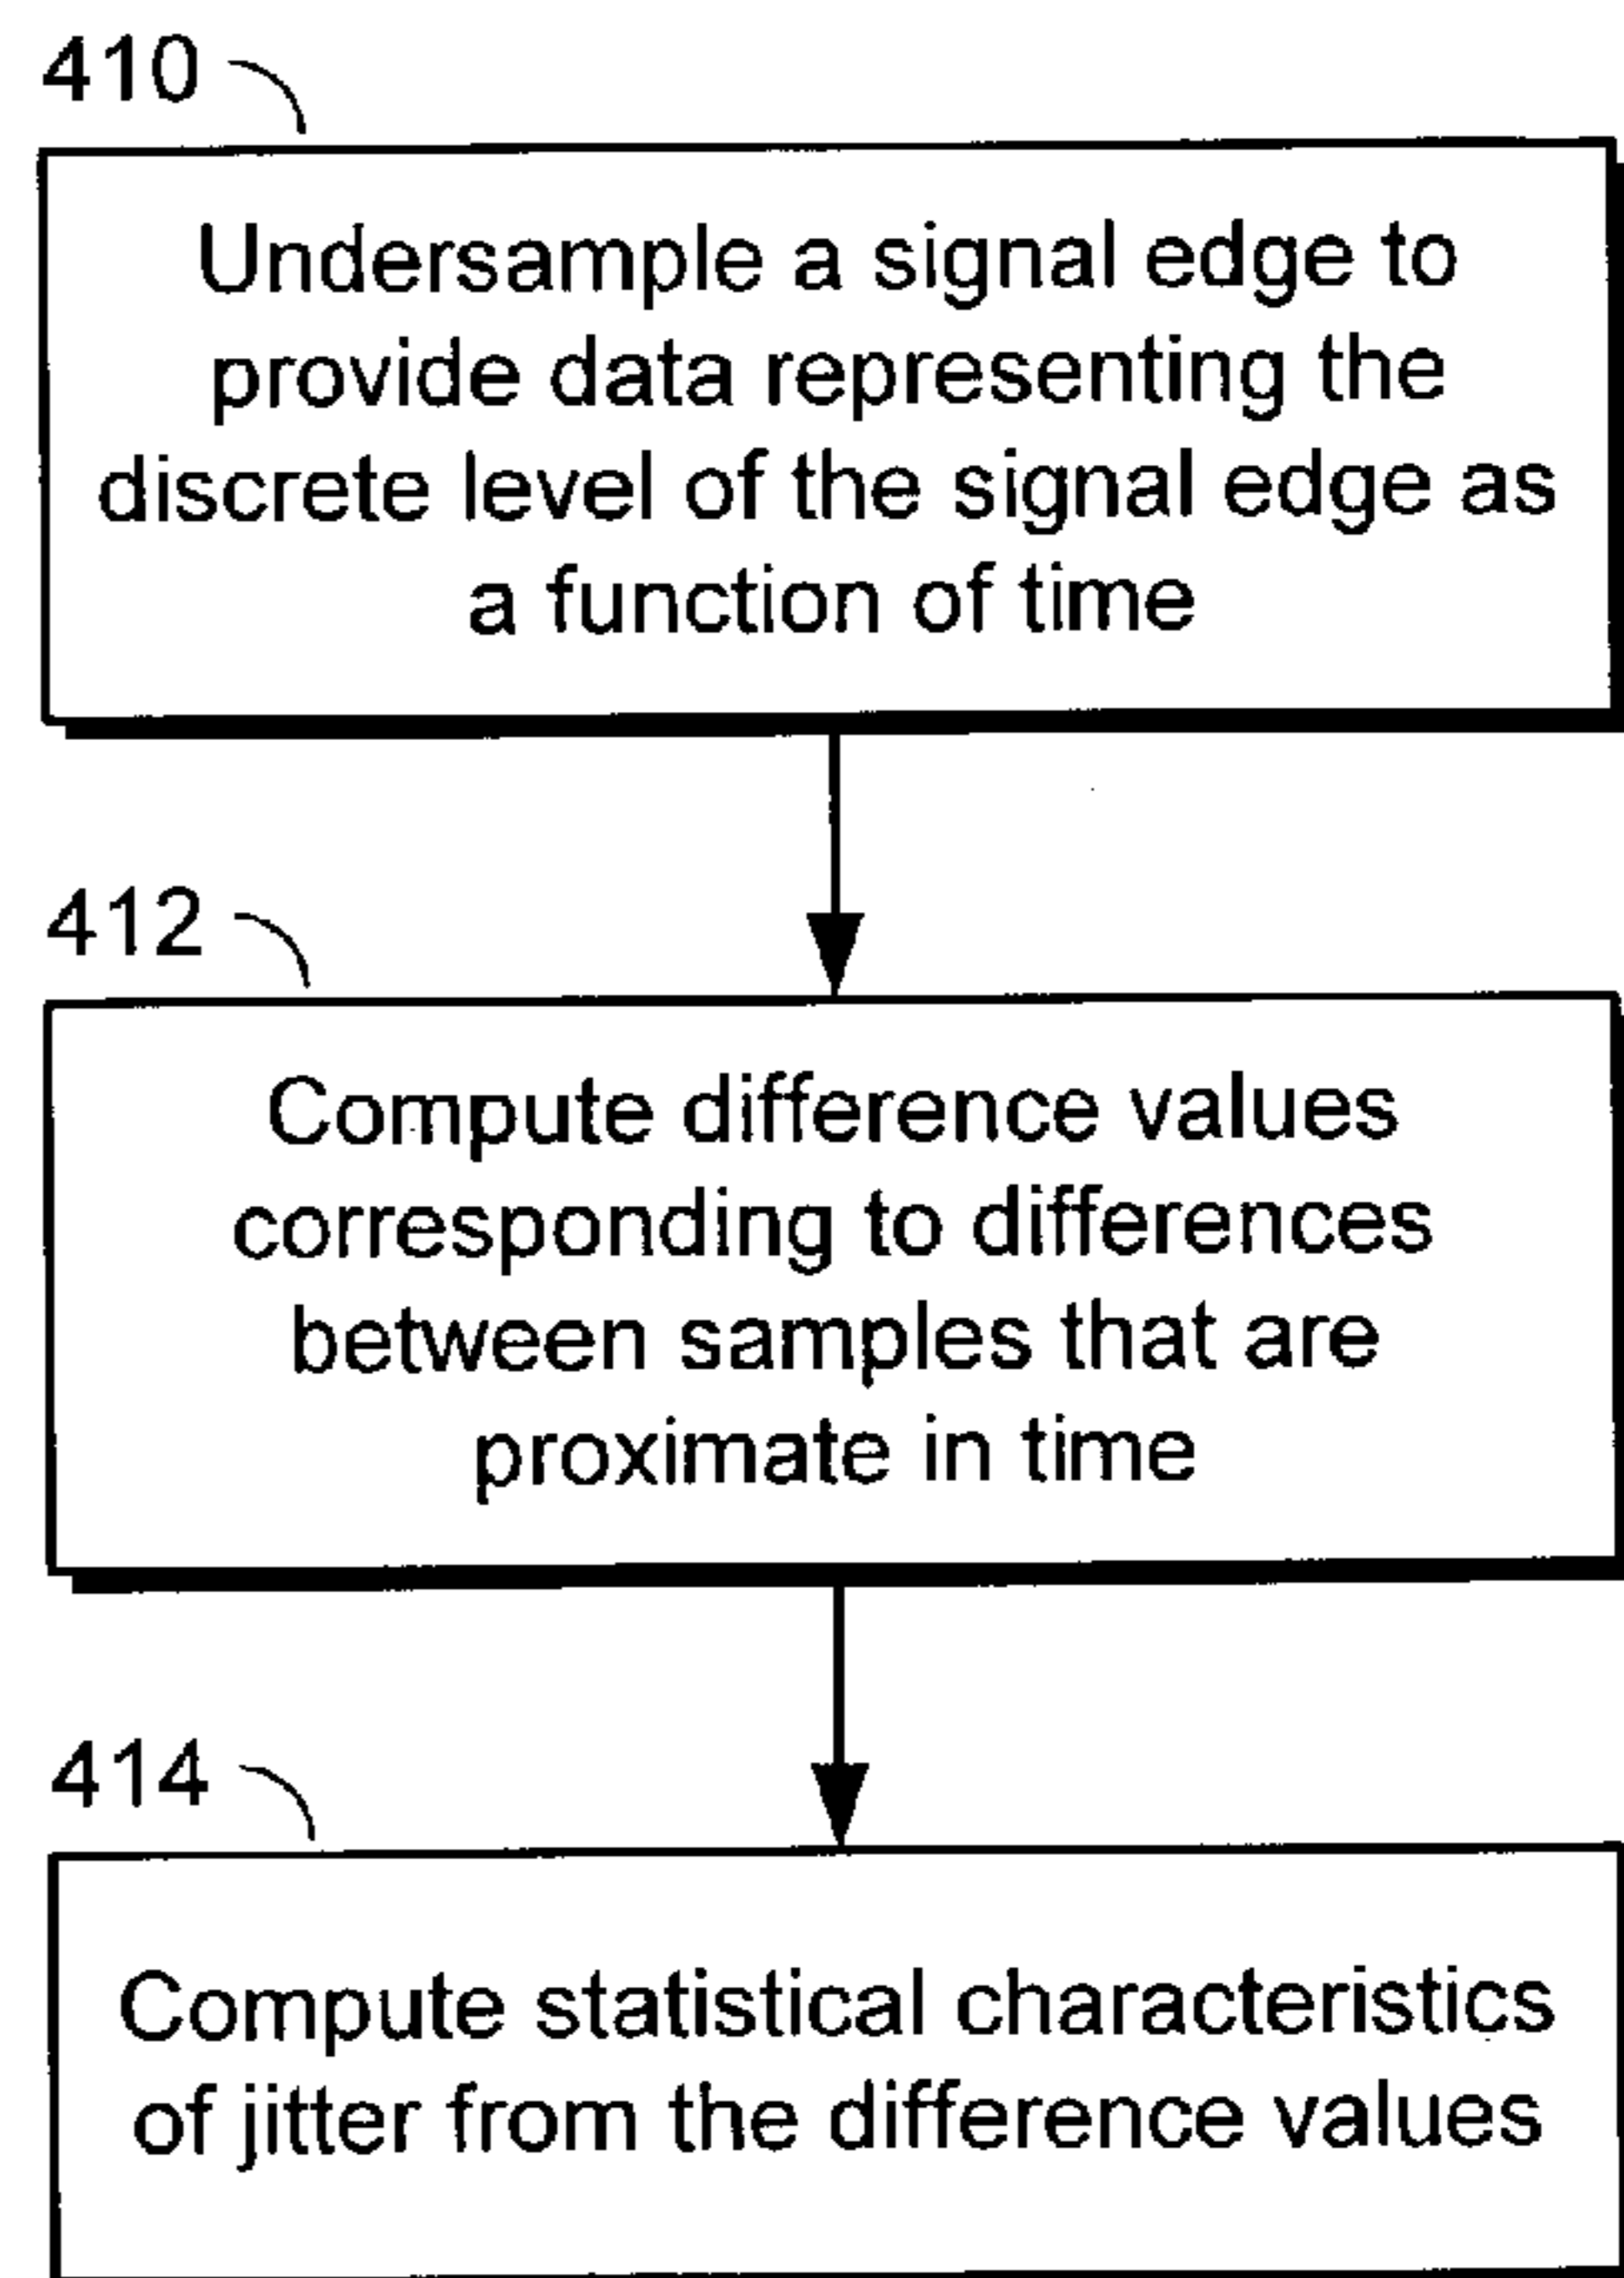 410
Undersample a signal edge to
provide data representing the
discrete level of the signal edge as
a function of time
412
Compute difference values
corresponding to differences
between samples that are
proximate in time
414
Compute statistical characteristics
of jitter from the difference values